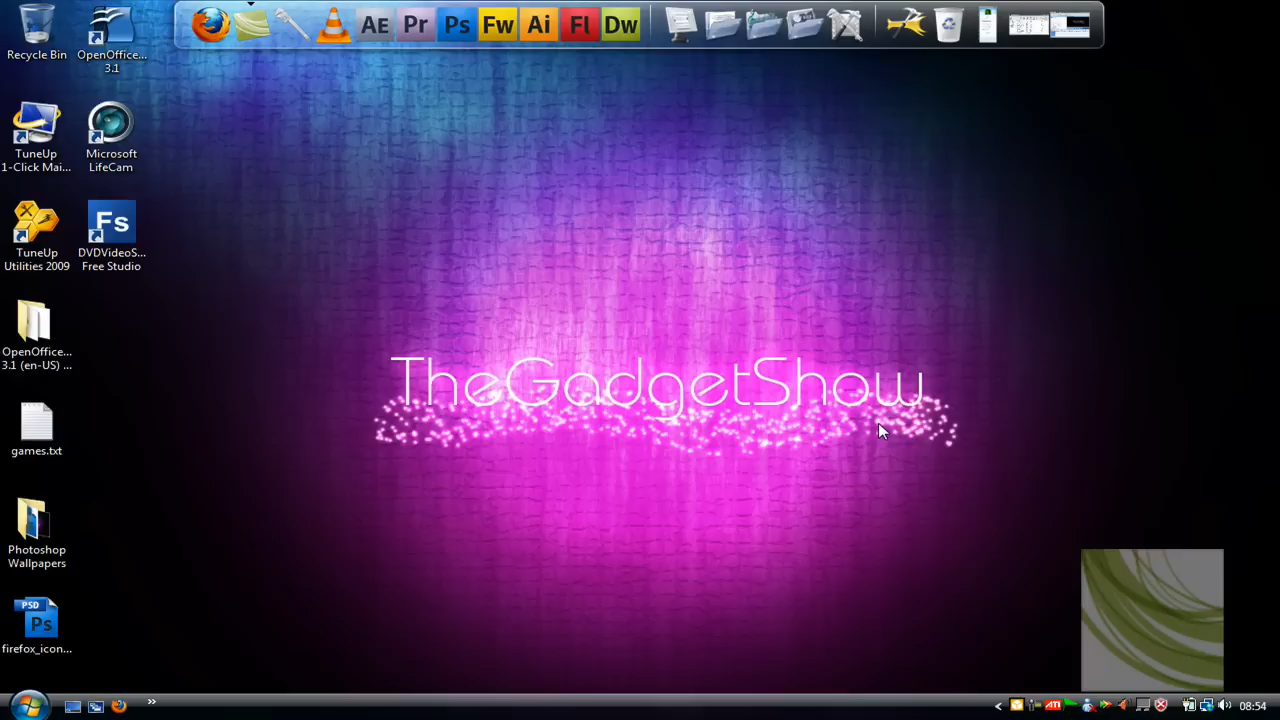 AE Pr Ps Fw Ai Fl Dw
Recycle Bin
OpenOffice...
3.1
TuneUp
1-Click Mai...
Microsoft
LifeCam
Fs
TuneUp
Utilities 2009
DVDVideoS...
Free Studio
OpenOffice...
3.1 (en-US) ...
TheGadgetShow
games.txt
Photoshop
Wallpapers
PSD
Ps
firefox_icon...
»
<
ATI
08:54